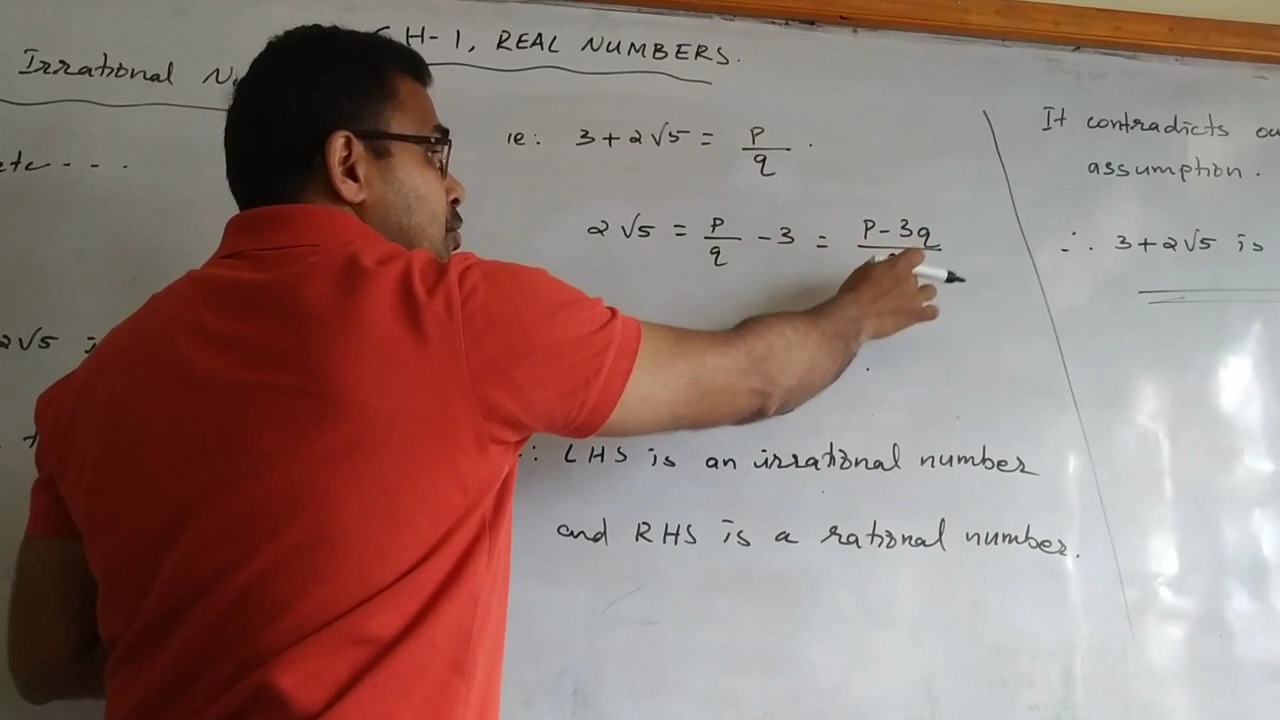 CH-1, REAL NUMBERS.
Irrational
etc - - -
2√5
ie: 3+2√5 = p/q .
2√5 = p/q - 3 = p-3q
∴ LHS is an irrational number
and RHS is a rational number.
It contradicts
assumption.
∴ 3+2√5 is